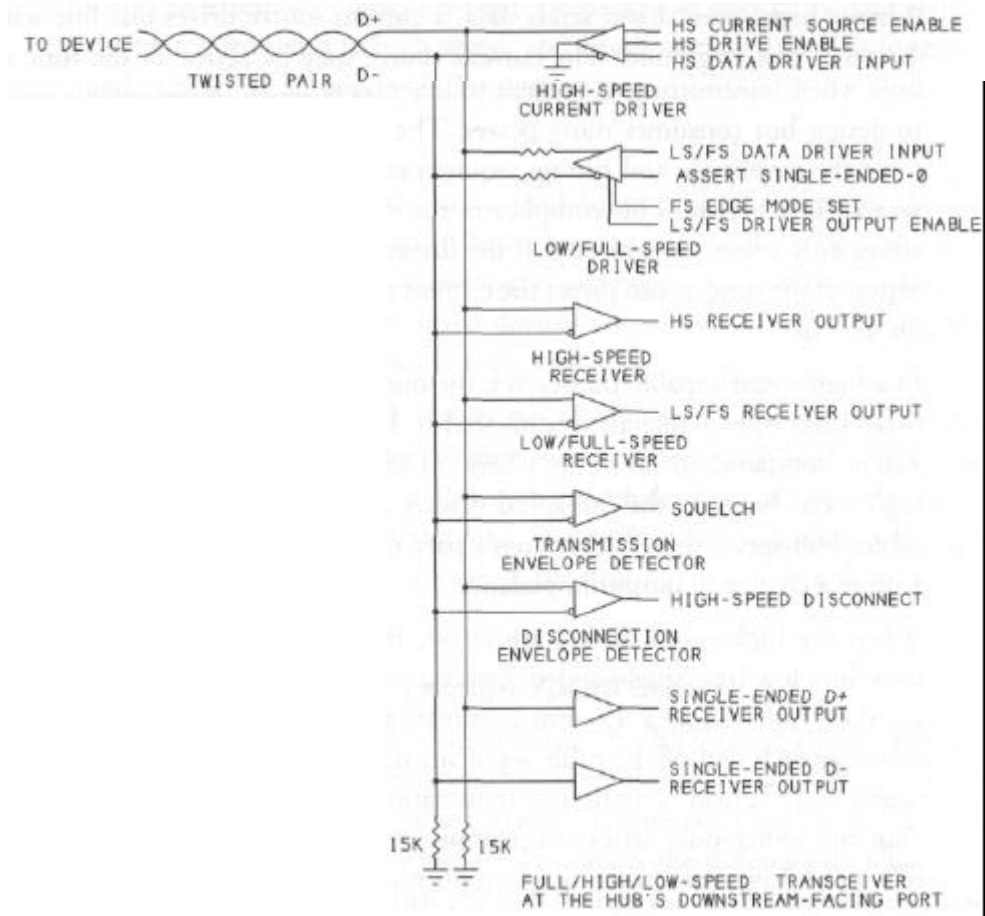 D+
HS CURRENT SOURCE ENABLE
TO DEVICE
HS DRIVE ENABLE
HS DATA DRIVER INPUT
TWISTED PAIR
D-
HIGH-SPEED
CURRENT DRIVER
LS/FS DATA DRIVER INPUT
ASSERT SINGLE-ENDED-0
FS EDGE MODE SET
LS/FS DRIVER OUTPUT ENABLE
LOW/FULL-SPEED
DRIVER
HS RECEIVER OUTPUT
HIGH-SPEED
RECEIVER
LS/FS RECEIVER OUTPUT
LOW/FULL-SPEED
RECEIVER
SQUELCH
TRANSMISSION
ENVELOPE DETECTOR
HIGH-SPEED DISCONNECT
DISCONNECTION
ENVELOPE DETECTOR
SINGLE-ENDED D+
RECEIVER OUTPUT
SINGLE-ENDED D-
RECEIVER OUTPUT
15K
15K
FULL/HIGH/LOW-SPEED TRANSCEIVER
AT THE HUB'S DOWNSTREAM-FACING PORT